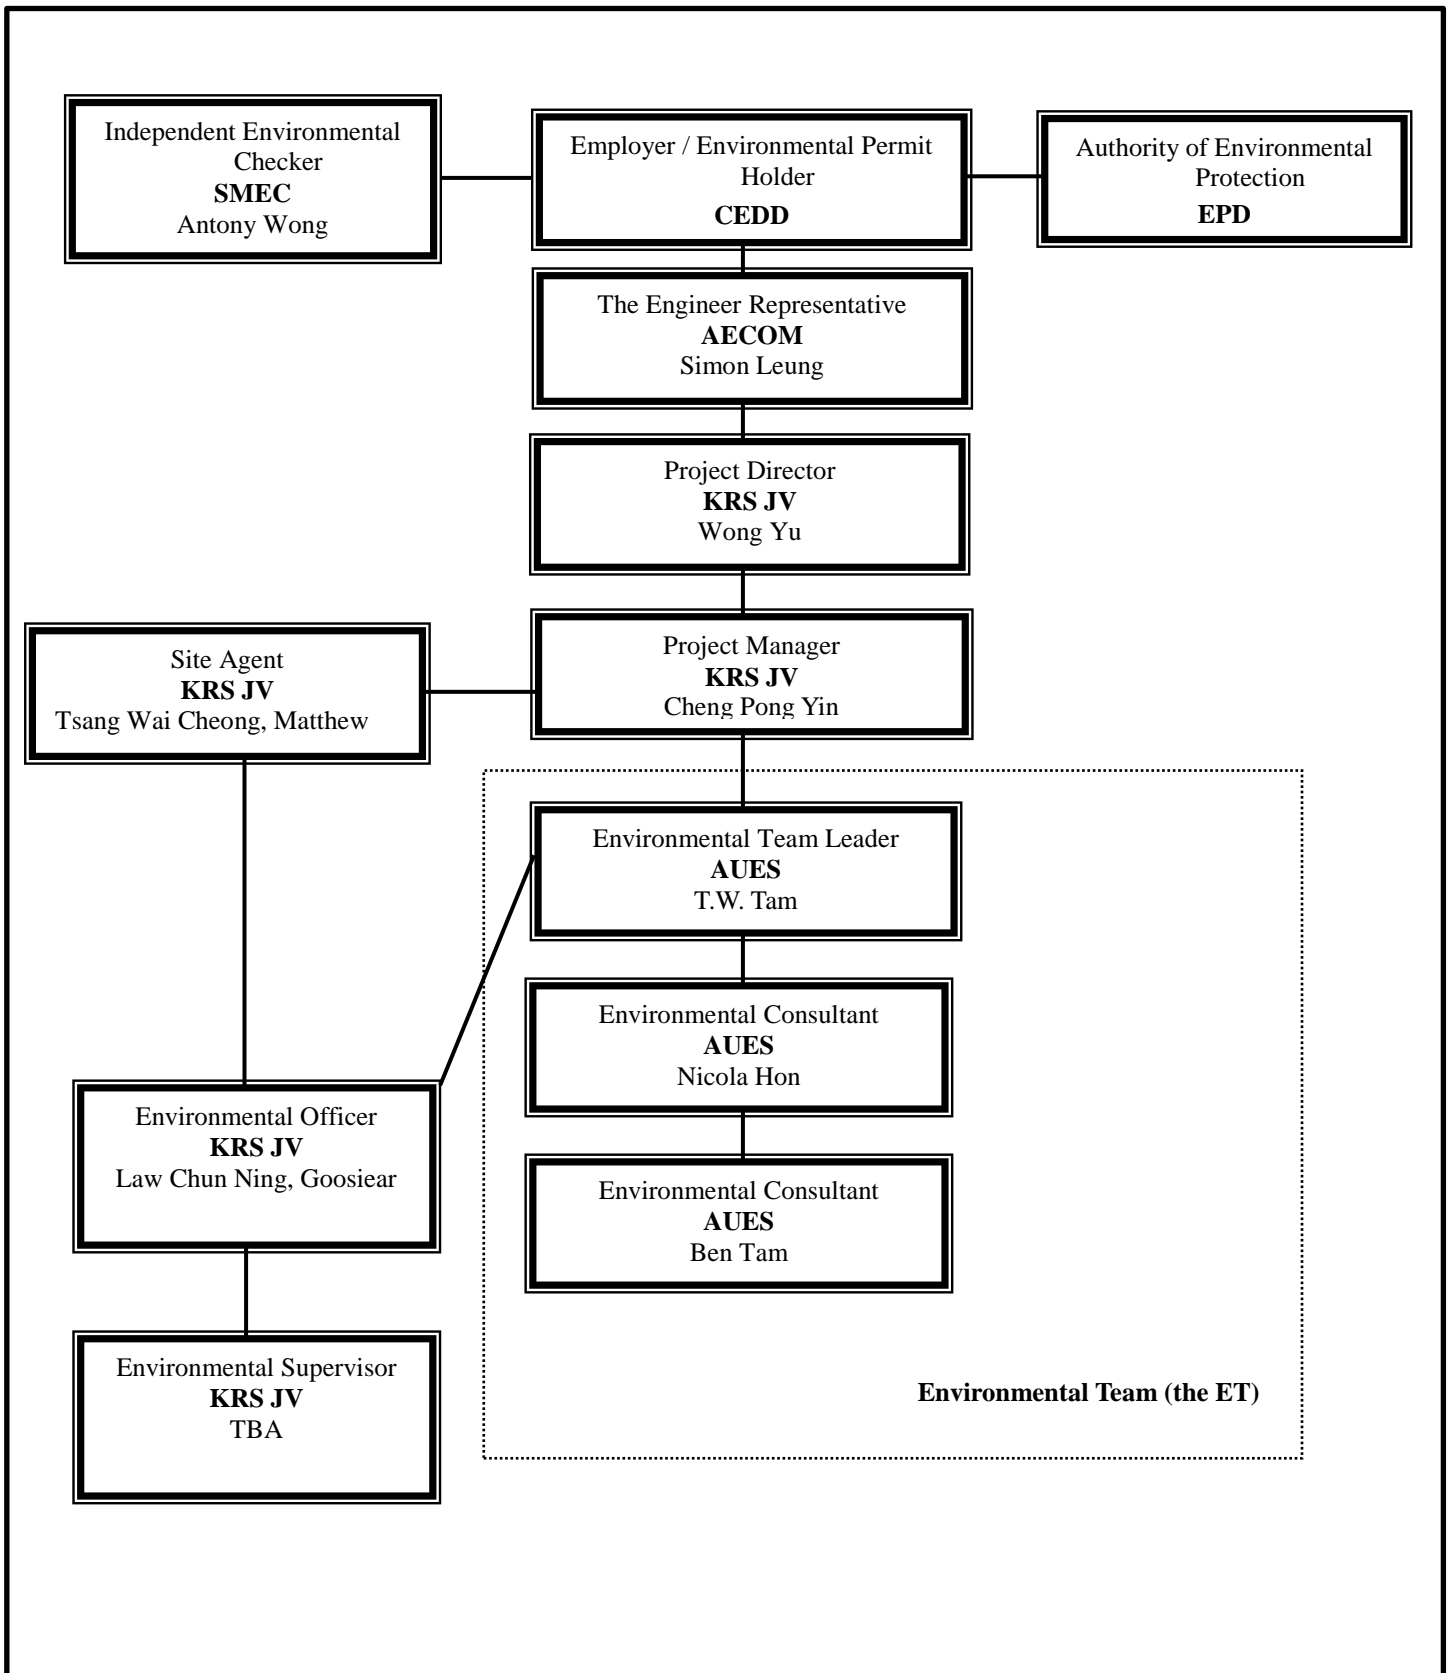 Independent Environmental
Checker
SMEC
Antony Wong
Employer / Environmental Permit
Holder
CEDD
Authority of Environmental
Protection
EPD
The Engineer Representative
AECOM
Simon Leung
Project Director
KRS JV
Wong Yu
Site Agent
KRS JV
Tsang Wai Cheong, Matthew
Project Manager
KRS JV
Cheng Pong Yin
Environmental Team Leader
AUES
T.W. Tam
Environmental Consultant
AUES
Nicola Hon
Environmental Officer
KRS JV
Law Chun Ning, Goosiear
Environmental Consultant
AUES
Ben Tam
Environmental Supervisor
KRS JV
TBA
Environmental Team (the ET)